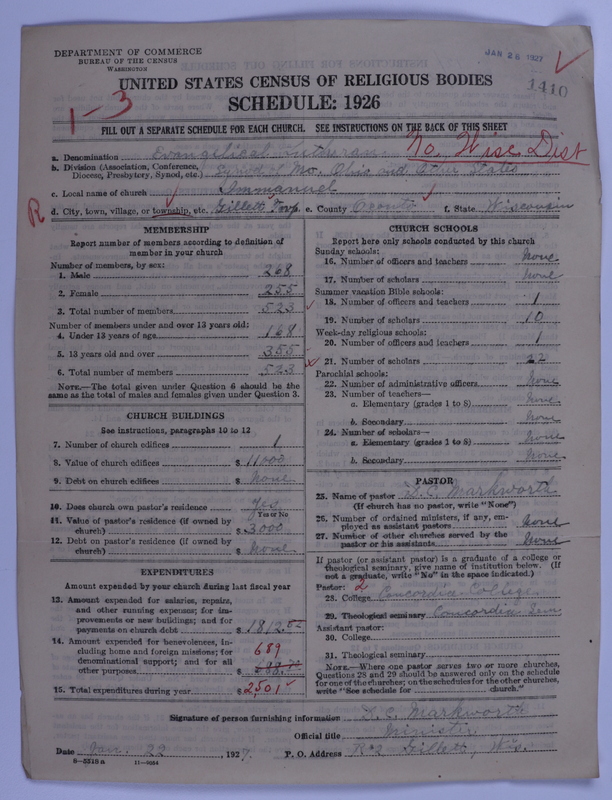 DEPARTMENT OF COMMERCE
BUREAU OF THE CENSUS
WASHINGTON
JAN 28 1927
1410
UNITED STATES CENSUS OF RELIGIOUS BODIES
SCHEDULE: 1926
1-3
FILL OUT A SEPARATE SCHEDULE FOR EACH CHURCH. SEE INSTRUCTIONS ON THE BACK OF THIS SHEET
No. Wisc Dist
a. Denomination Evangelical Lutheran
b. Division (Association, Conference, Diocese, Presbytery, Synod, etc.) Synod of Mo. Ohio and Other States
c. Local name of church Immanuel
R
d. City, town, village, or township, etc. Gillett Twp. e. County Oconto f. State Wisconsin
MEMBERSHIP
Report number of members according to definition of
member in your church
Number of members, by sex:
1. Male 268
2. Female 255
3. Total number of members 523
Number of members under and over 13 years old:
4. Under 13 years of age 168
5. 13 years old and over 355
6. Total number of members 523
NOTE.—The total given under Question 6 should be the
same as the total of males and females given under Question 3.
CHURCH BUILDINGS
See instructions, paragraphs 10 to 12
7. Number of church edifices 1
8. Value of church edifices $ 11000
9. Debt on church edifices $ None
10. Does church own pastor's residence Yes
Yes or No
11. Value of pastor's residence (if owned by
church) $ 3000
12. Debt on pastor's residence (if owned by
church) $ None
EXPENDITURES
Amount expended by your church during last fiscal year
13. Amount expended for salaries, repairs,
and other running expenses; for im-
provements or new buildings; and for
payments on church debt $ 1812.
14. Amount expended for benevolences, in-
cluding home and foreign missions; for
denominational support; and for all
other purposes $
689
15. Total expenditures during year $ 2,501
CHURCH SCHOOLS
Report here only schools conducted by this church
Sunday schools:
16. Number of officers and teachers None
17. Number of scholars None
Summer vacation Bible schools:
18. Number of officers and teachers 1
19. Number of scholars 10
Week-day religious schools:
20. Number of officers and teachers 1
21. Number of scholars 22
Parochial schools:
22. Number of administrative officers None
23. Number of teachers—
a. Elementary (grades 1 to 8) None
b. Secondary None
24. Number of scholars—
a. Elementary (grades 1 to 8) None
b. Secondary None
PASTOR
25. Name of pastor Markworth
(If church has no pastor, write "None")
26. Number of ordained ministers, if any, em-
ployed as assistant pastors None
27. Number of other churches served by the
pastor or his assistants None
If pastor (or assistant pastor) is a graduate of a college or
theological seminary, give name of institution below. (If
not a graduate, write "No" in the space indicated.)
Pastor: 2
28. College Concordia College
29. Theological seminary Concordia Sem
Assistant pastor:
30. College
31. Theological seminary
NOTE.—Where one pastor serves two or more churches,
Questions 28 and 29 should be answered only on the schedule
for one of the churches; on the schedules for the other churches,
write "See schedule for church."
Signature of person furnishing information Markworth
Official title Minister
Date Jan. 22 1927. P. O. Address R#2 Gillett, Wis.
8-5318a 11-9054